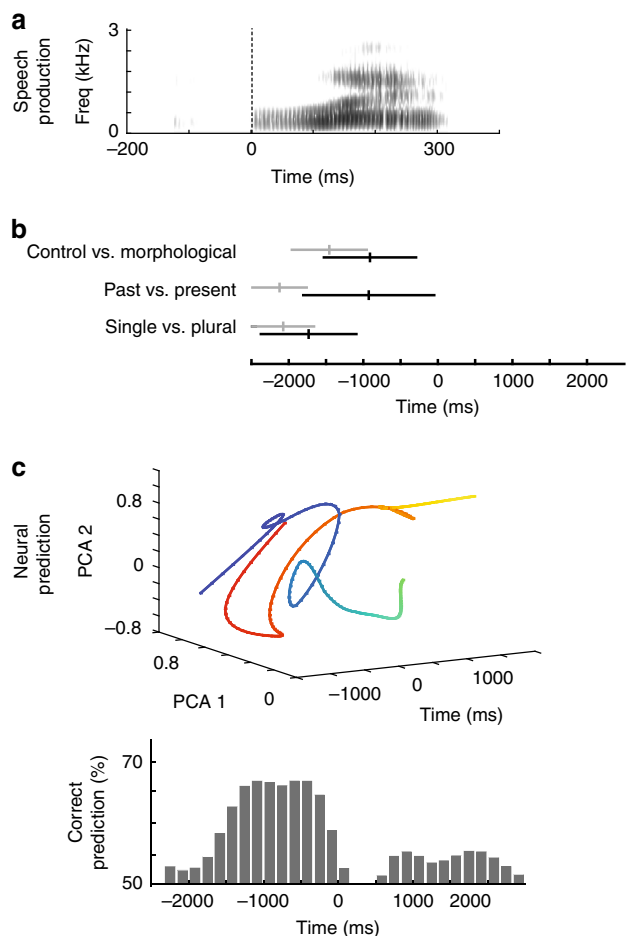 a
Speech
production
Freq (kHz)
3
0
−200 0 300
Time (ms)
b
Control vs. morphological
Past vs. present
Single vs. plural
−2000 −1000 0 1000 2000
Time (ms)
c
Neural
prediction
PCA 2
0.8
0
−0.8
0.8
0
PCA 1
−1000 0 1000
Time (ms)
Correct
prediction (%)
70
50
−2000 −1000 0 1000 2000
Time (ms)